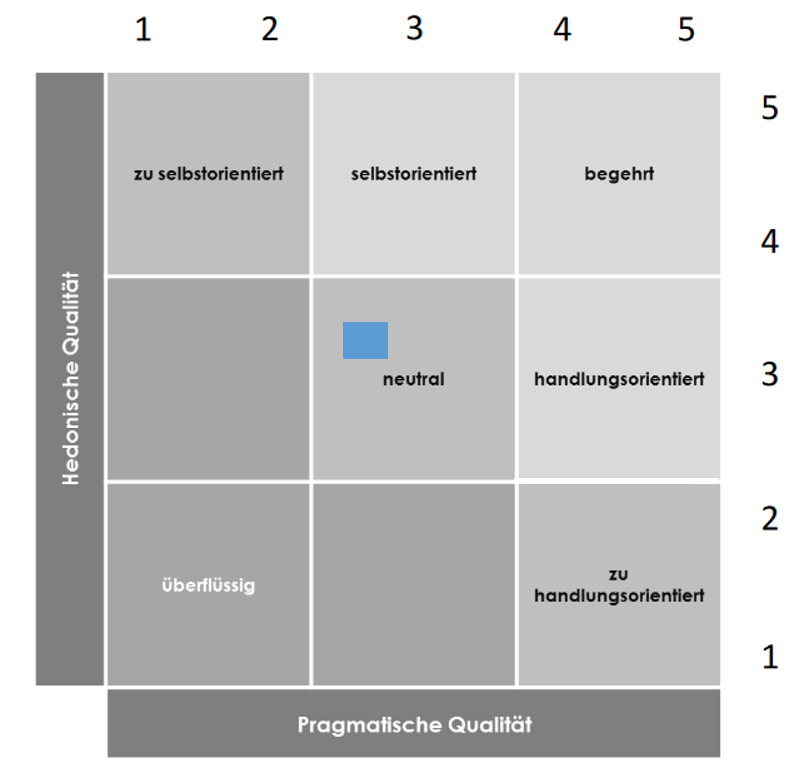 1 2 3 4 5
5
zu selbstorientiert selbstorientiert begehrt
4
Hedonische Qualität
neutral handlungsorientiert
3
2
überflüssig
zu
handlungsorientiert
1
Pragmatische Qualität